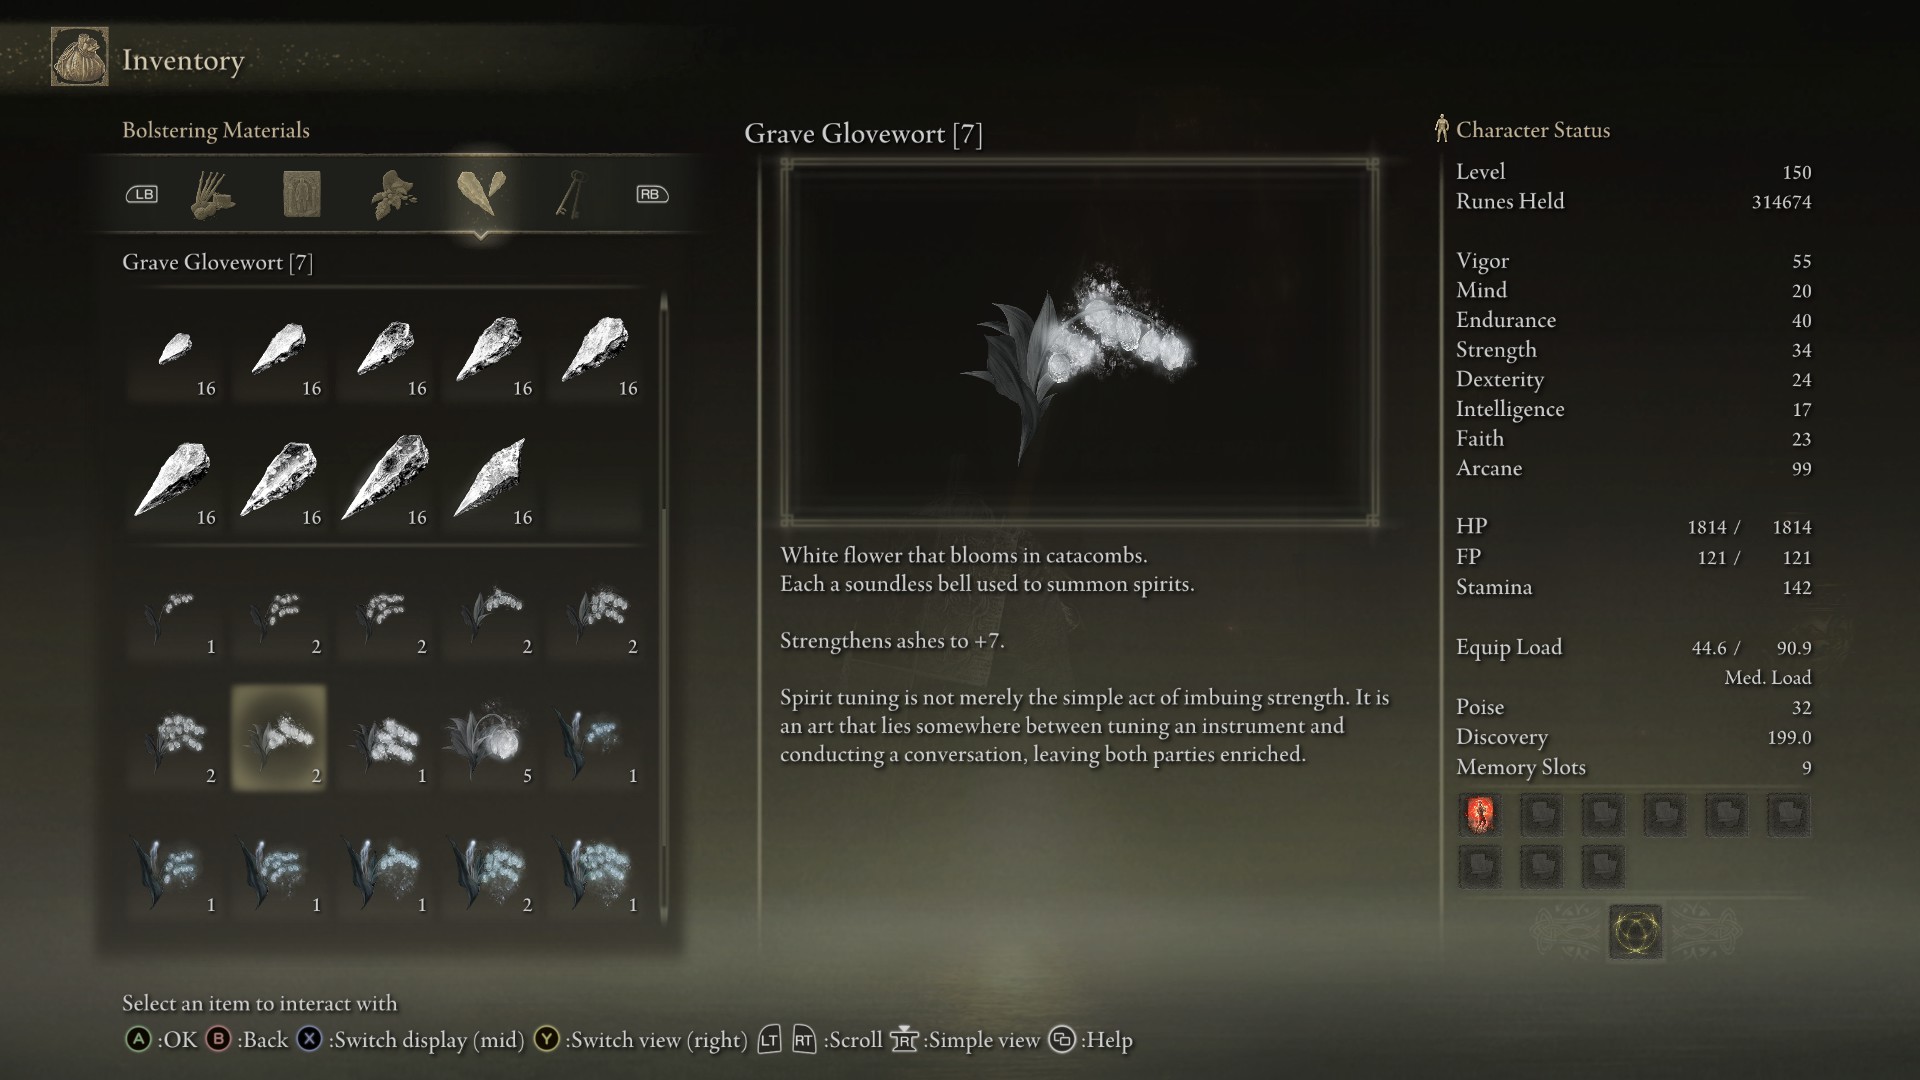 Inventory
Bolstering Materials
LB
RB
Grave Glovewort [7]
16 16 16 16 16
16 16 16 16
1 2 2 2 2
2 2 1 5 1
1 1 1 2 1
Grave Glovewort [7]
White flower that blooms in catacombs.
Each a soundless bell used to summon spirits.
Strengthens ashes to +7.
Spirit tuning is not merely the simple act of imbuing strength. It is
an art that lies somewhere between tuning an instrument and
conducting a conversation, leaving both parties enriched.
Character Status
Level 150
Runes Held 314674
Vigor 55
Mind 20
Endurance 40
Strength 34
Dexterity 24
Intelligence 17
Faith 23
Arcane 99
HP 1814 / 1814
FP 121 / 121
Stamina 142
Equip Load 44.6 / 90.9
Med. Load
Poise 32
Discovery 199.0
Memory Slots 9
Select an item to interact with
A :OK B :Back X :Switch display (mid) Y :Switch view (right) LT RT :Scroll R :Simple view :Help